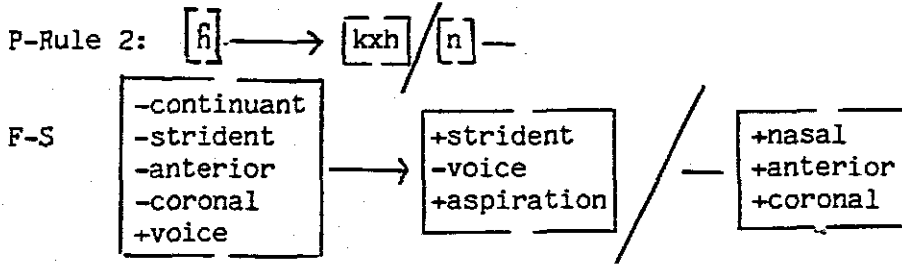 P-Rule 2: [ɦ] ⟶ [kxh] / [n] —
F-S [-continuant
-strident
-anterior
-coronal
+voice] ⟶ [+strident
-voice
+aspiration] / — [+nasal
+anterior
+coronal]